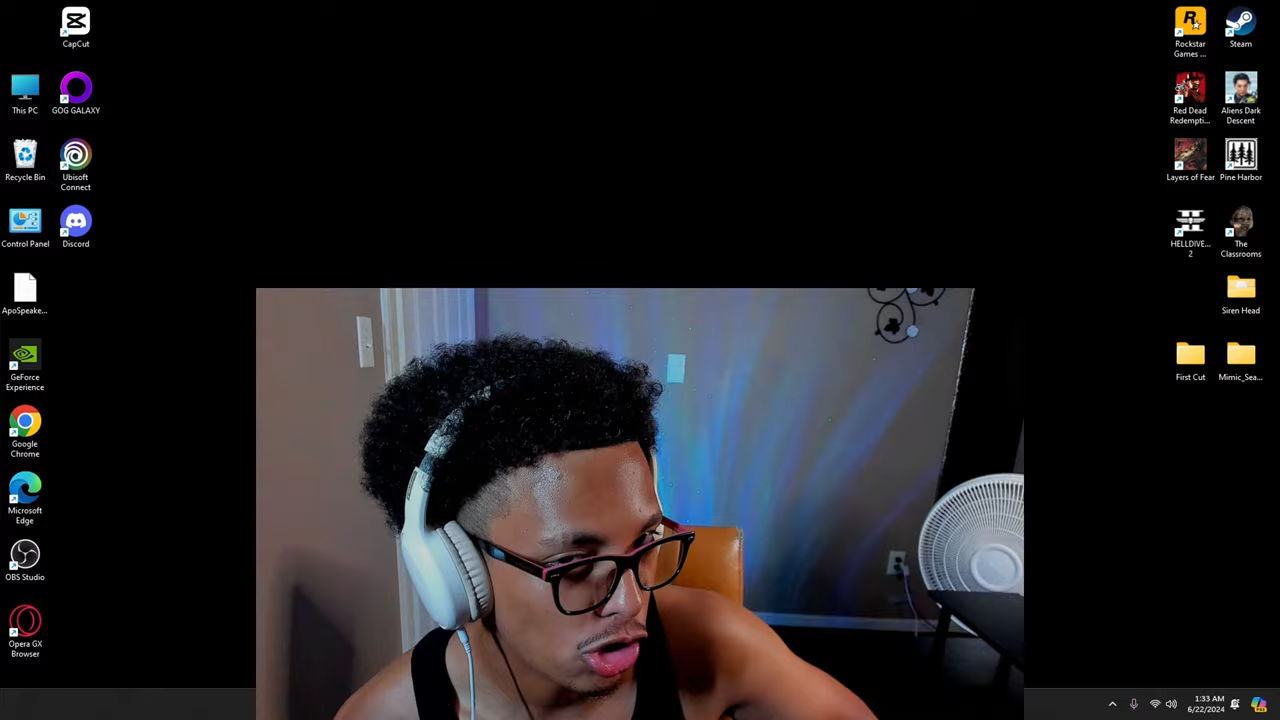 CapCut
This PC
GOG GALAXY
Recycle Bin
Ubisoft
Connect
Control Panel
Discord
ApoSpeake...
GeForce
Experience
Google
Chrome
Microsoft
Edge
OBS Studio
Opera GX
Browser
Rockstar
Games ...
Steam
Red Dead
Redempti...
Aliens Dark
Descent
Layers of Fear
Pine Harbor
HELLDIVE...
2
The
Classrooms
Siren Head
First Cut
Mimic_Sea...
1:33 AM
6/22/2024